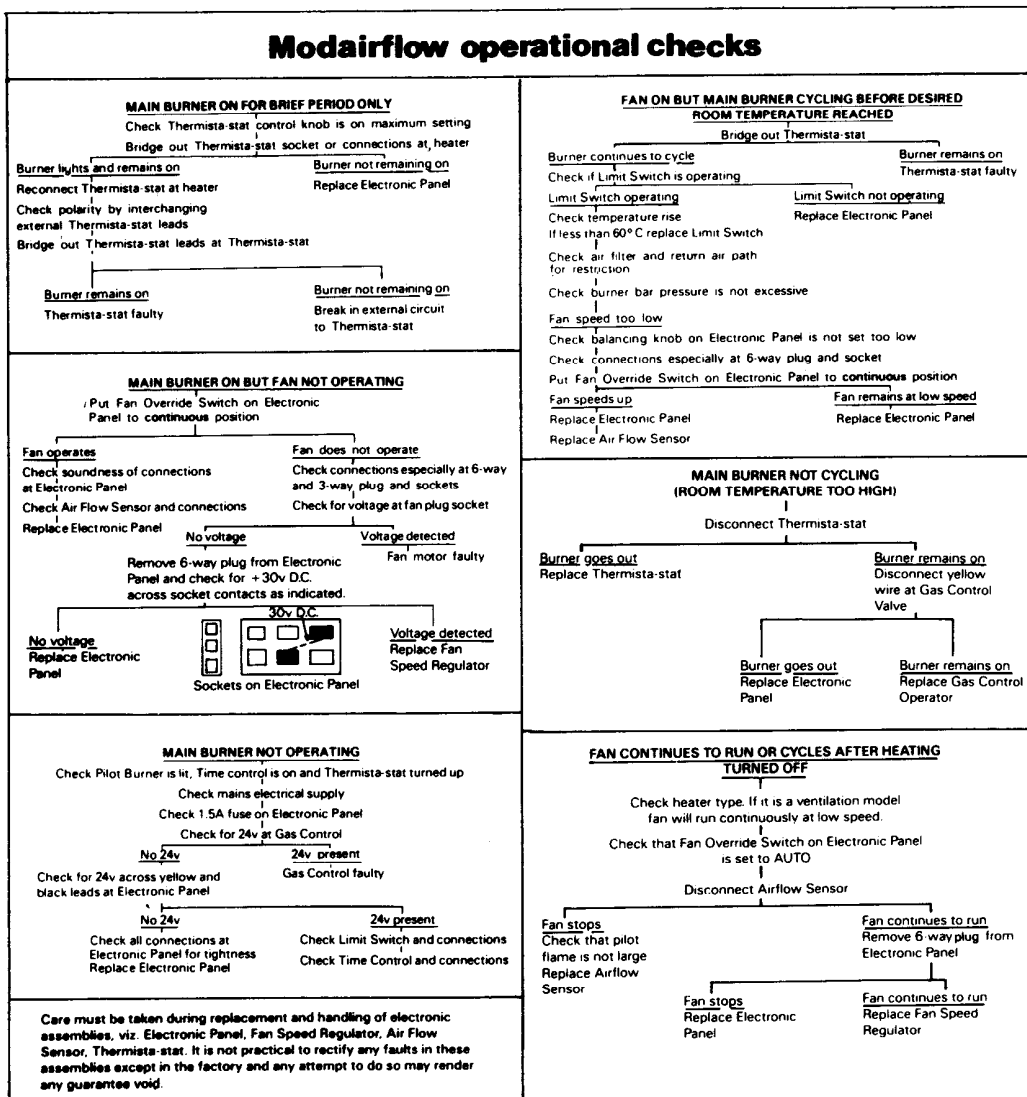 Modairflow operational checks
MAIN BURNER ON FOR BRIEF PERIOD ONLY
Check Thermista-stat control knob is on maximum setting
Bridge out Thermista-stat socket or connections at heater
Burner lights and remains on
Reconnect Thermista-stat at heater
Check polarity by interchanging
external Thermista-stat leads
Bridge out Thermista-stat leads at Thermista-stat
Burner not remaining on
Replace Electronic Panel
Burner remains on
Thermista-stat faulty
Burner not remaining on
Break in external circuit
to Thermista-stat
MAIN BURNER ON BUT FAN NOT OPERATING
Put Fan Override Switch on Electronic
Panel to continuous position
Fan operates
Check soundness of connections
at Electronic Panel
Check Air Flow Sensor and connections
Replace Electronic Panel
Fan does not operate
Check connections especially at 6-way
and 3-way plug and sockets
Check for voltage at fan plug socket
No voltage
Remove 6-way plug from Electronic
Panel and check for + 30v D.C.
across socket contacts as indicated.
Voltage detected
Fan motor faulty
No voltage
Replace Electronic
Panel
30v D.C.
Sockets on Electronic Panel
Voltage detected
Replace Fan
Speed Regulator
MAIN BURNER NOT OPERATING
Check Pilot Burner is lit, Time control is on and Thermista-stat turned up
Check mains electrical supply
Check 1.5A fuse on Electronic Panel
Check for 24v at Gas Control
No 24v
Check for 24v across yellow and
black leads at Electronic Panel
24v present
Gas Control faulty
No 24v
Check all connections at
Electronic Panel for tightness
Replace Electronic Panel
24v present
Check Limit Switch and connections
Check Time Control and connections
Care must be taken during replacement and handling of electronic
assemblies, viz. Electronic Panel, Fan Speed Regulator, Air Flow
Sensor, Thermista-stat. It is not practical to rectify any faults in these
assemblies except in the factory and any attempt to do so may render
any guarantee void.
FAN ON BUT MAIN BURNER CYCLING BEFORE DESIRED
ROOM TEMPERATURE REACHED
Bridge out Thermista-stat
Burner continues to cycle
Check if Limit Switch is operating
Burner remains on
Thermista-stat faulty
Limit Switch operating
Check temperature rise
If less than 60°C replace Limit Switch
Check air filter and return air path
for restriction
Check burner bar pressure is not excessive
Limit Switch not operating
Replace Electronic Panel
Fan speed too low
Check balancing knob on Electronic Panel is not set too low
Check connections especially at 6-way plug and socket
Put Fan Override Switch on Electronic Panel to continuous position
Fan speeds up
Replace Electronic Panel
Replace Air Flow Sensor
Fan remains at low speed
Replace Electronic Panel
MAIN BURNER NOT CYCLING
(ROOM TEMPERATURE TOO HIGH)
Disconnect Thermista-stat
Burner goes out
Replace Thermista-stat
Burner remains on
Disconnect yellow
wire at Gas Control
Valve
Burner goes out
Replace Electronic
Panel
Burner remains on
Replace Gas Control
Operator
FAN CONTINUES TO RUN OR CYCLES AFTER HEATING
TURNED OFF
Check heater type. If it is a ventilation model
fan will run continuously at low speed.
Check that Fan Override Switch on Electronic Panel
is set to AUTO
Disconnect Airflow Sensor
Fan stops
Check that pilot
flame is not large
Replace Airflow
Sensor
Fan continues to run
Remove 6-way plug from
Electronic Panel
Fan stops
Replace Electronic
Panel
Fan continues to run
Replace Fan Speed
Regulator